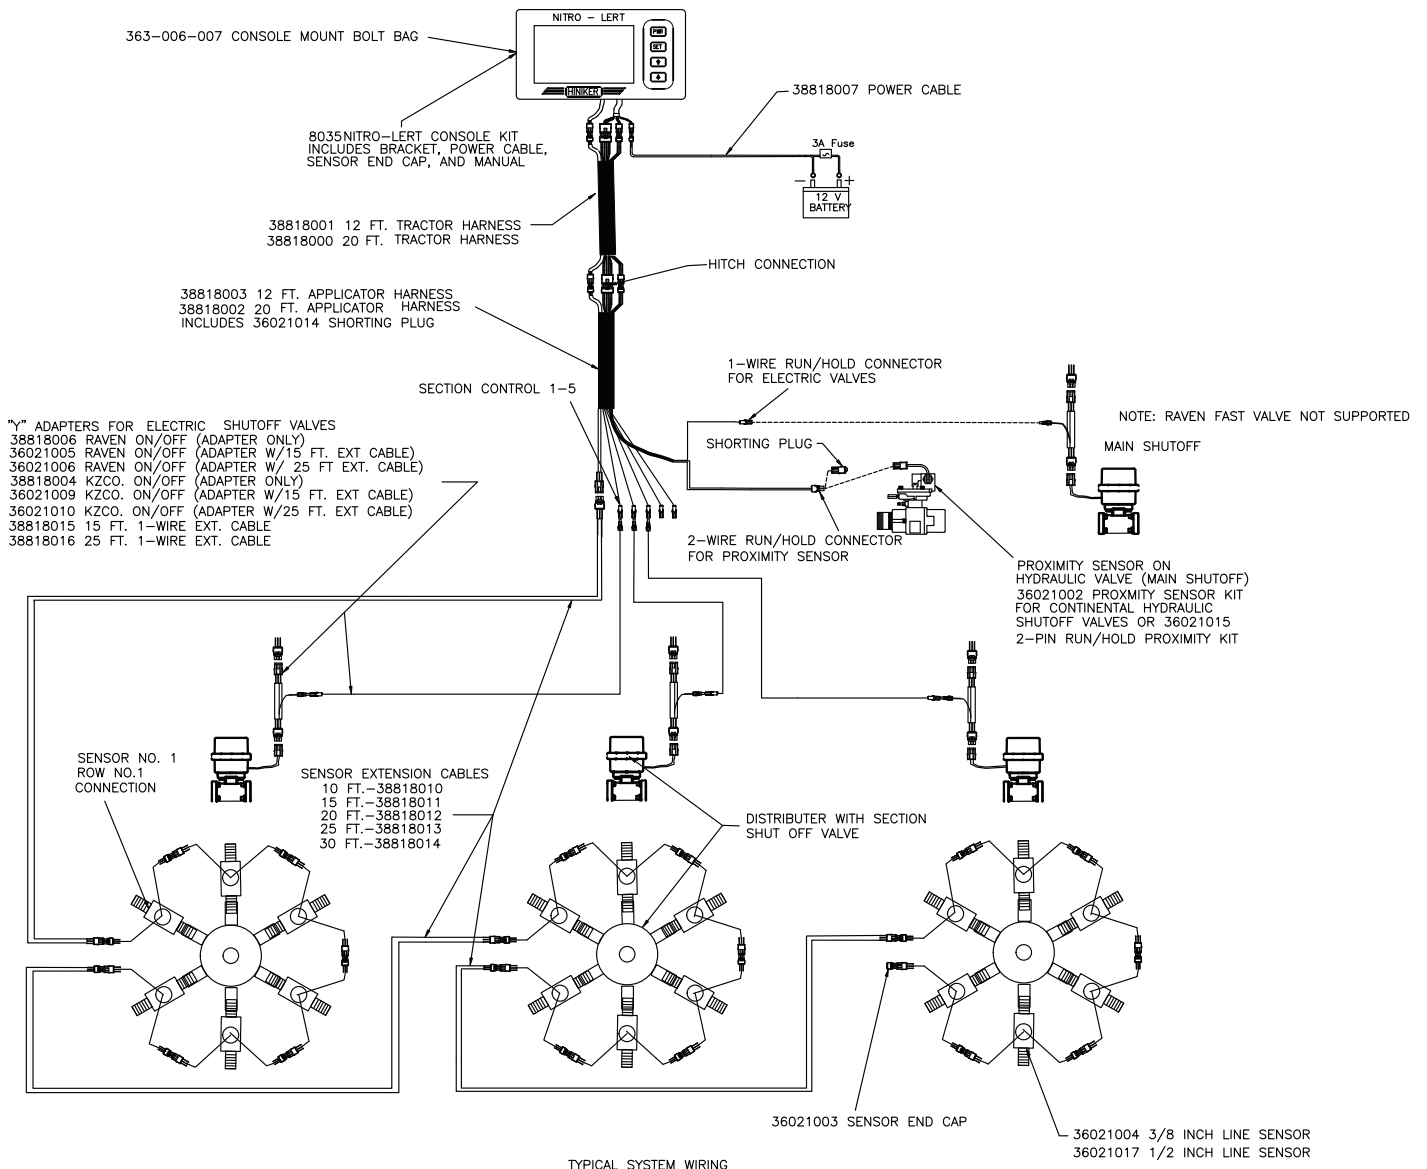 NITRO - LERT
PWR
SET
HINIKER
363-006-007 CONSOLE MOUNT BOLT BAG
38818007 POWER CABLE
8035NITRO-LERT CONSOLE KIT
INCLUDES BRACKET, POWER CABLE,
SENSOR END CAP, AND MANUAL
3A Fuse
- +
12 V
BATTERY
38818001 12 FT. TRACTOR HARNESS
38818000 20 FT. TRACTOR HARNESS
HITCH CONNECTION
38818003 12 FT. APPLICATOR HARNESS
38818002 20 FT. APPLICATOR HARNESS
INCLUDES 36021014 SHORTING PLUG
1-WIRE RUN/HOLD CONNECTOR
FOR ELECTRIC VALVES
SECTION CONTROL 1-5
NOTE: RAVEN FAST VALVE NOT SUPPORTED
MAIN SHUTOFF
SHORTING PLUG
"Y" ADAPTERS FOR ELECTRIC SHUTOFF VALVES
38818006 RAVEN ON/OFF (ADAPTER ONLY)
36021005 RAVEN ON/OFF (ADAPTER W/15 FT. EXT CABLE)
36021006 RAVEN ON/OFF (ADAPTER W/ 25 FT EXT. CABLE)
38818004 KZCO. ON/OFF (ADAPTER ONLY)
36021009 KZCO. ON/OFF (ADAPTER W/15 FT. EXT CABLE)
36021010 KZCO. ON/OFF (ADAPTER W/25 FT. EXT CABLE)
38818015 15 FT. 1-WIRE EXT. CABLE
38818016 25 FT. 1-WIRE EXT. CABLE
2-WIRE RUN/HOLD CONNECTOR
FOR PROXIMITY SENSOR
PROXIMITY SENSOR ON
HYDRAULIC VALVE (MAIN SHUTOFF)
36021002 PROXMITY SENSOR KIT
FOR CONTINENTAL HYDRAULIC
SHUTOFF VALVES OR 36021015
2-PIN RUN/HOLD PROXIMITY KIT
SENSOR NO. 1
ROW NO.1
CONNECTION
SENSOR EXTENSION CABLES
10 FT.-38818010
15 FT.-38818011
20 FT.-38818012
25 FT.-38818013
30 FT.-38818014
DISTRIBUTER WITH SECTION
SHUT OFF VALVE
36021003 SENSOR END CAP
36021004 3/8 INCH LINE SENSOR
36021017 1/2 INCH LINE SENSOR
TYPICAL SYSTEM WIRING